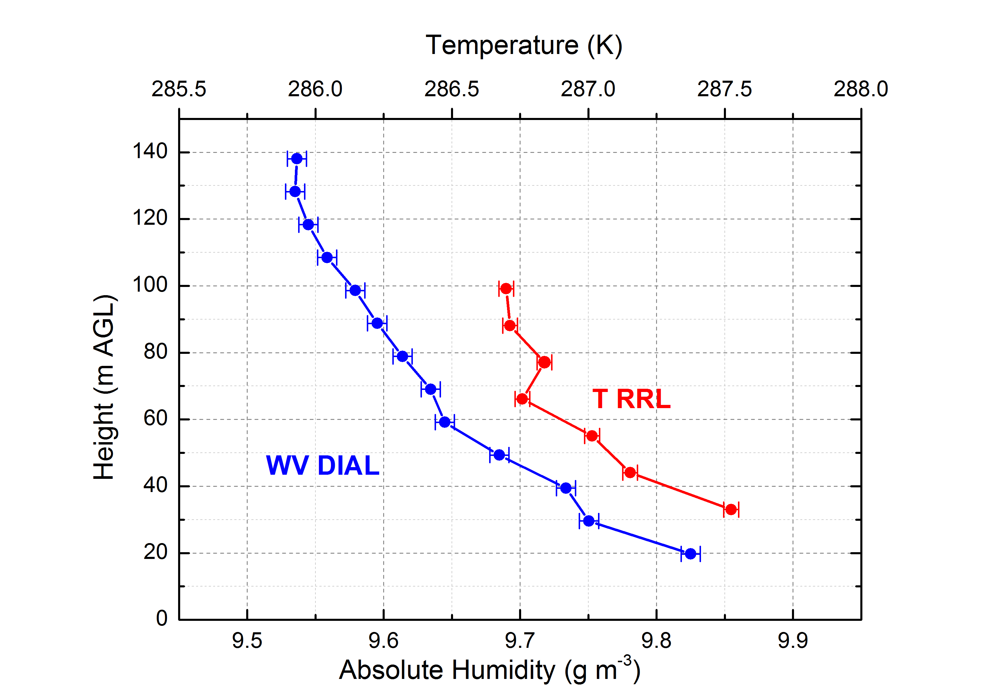 Temperature (K)
285.5 286.0 286.5 287.0 287.5 288.0
140
120
100
80
60
40
20
0
Height (m AGL)
T RRL
WV DIAL
9.5 9.6 9.7 9.8 9.9
Absolute Humidity (g m⁻³)